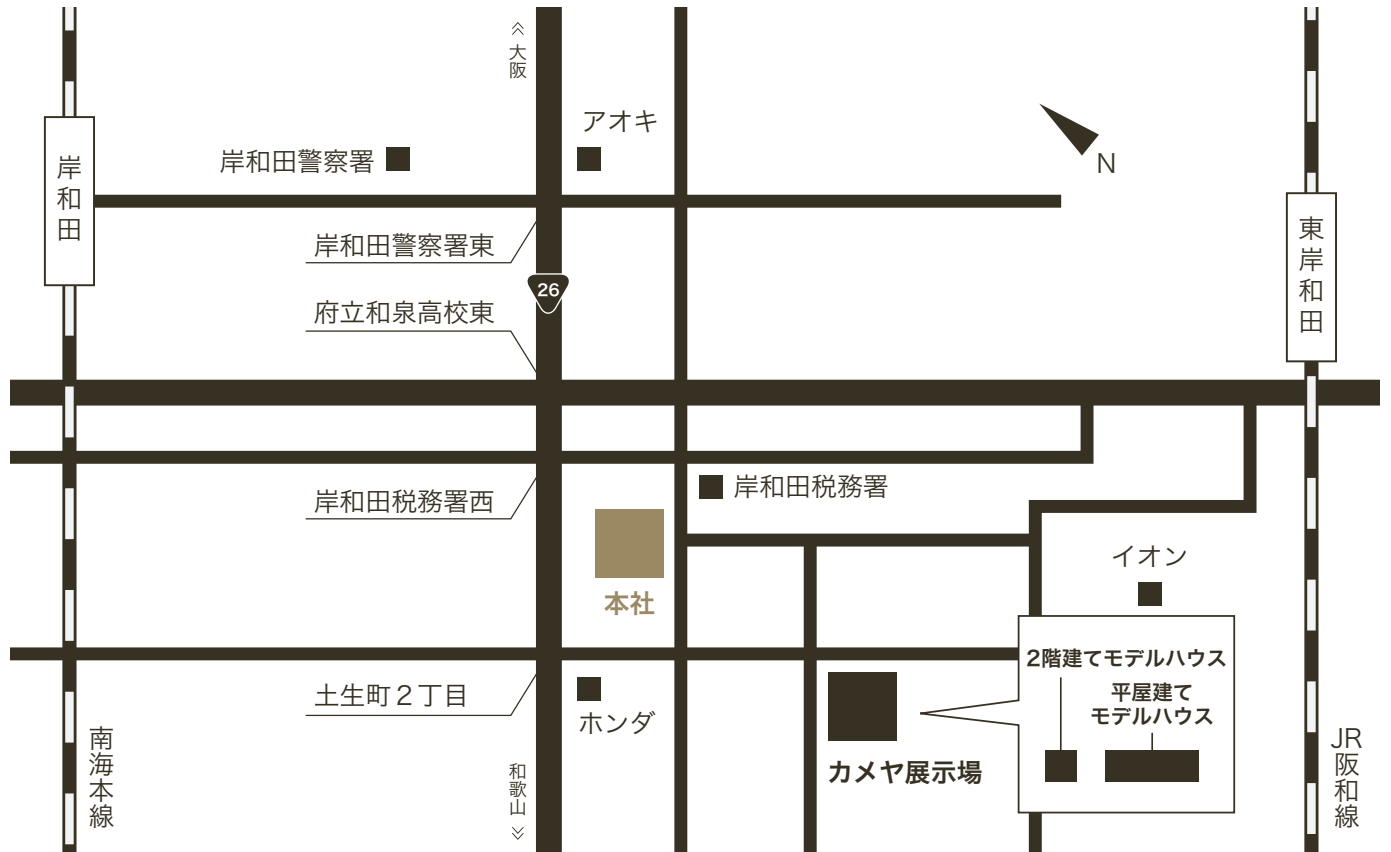 大阪
アオキ
岸和田警察署
N
岸和田
東岸和田
岸和田警察署東
26
府立和泉高校東
岸和田税務署西
岸和田税務署
本社
イオン
2階建てモデルハウス
平屋建て
モデルハウス
土生町２丁目
ホンダ
カメヤ展示場
和歌山
南海本線
JR阪和線